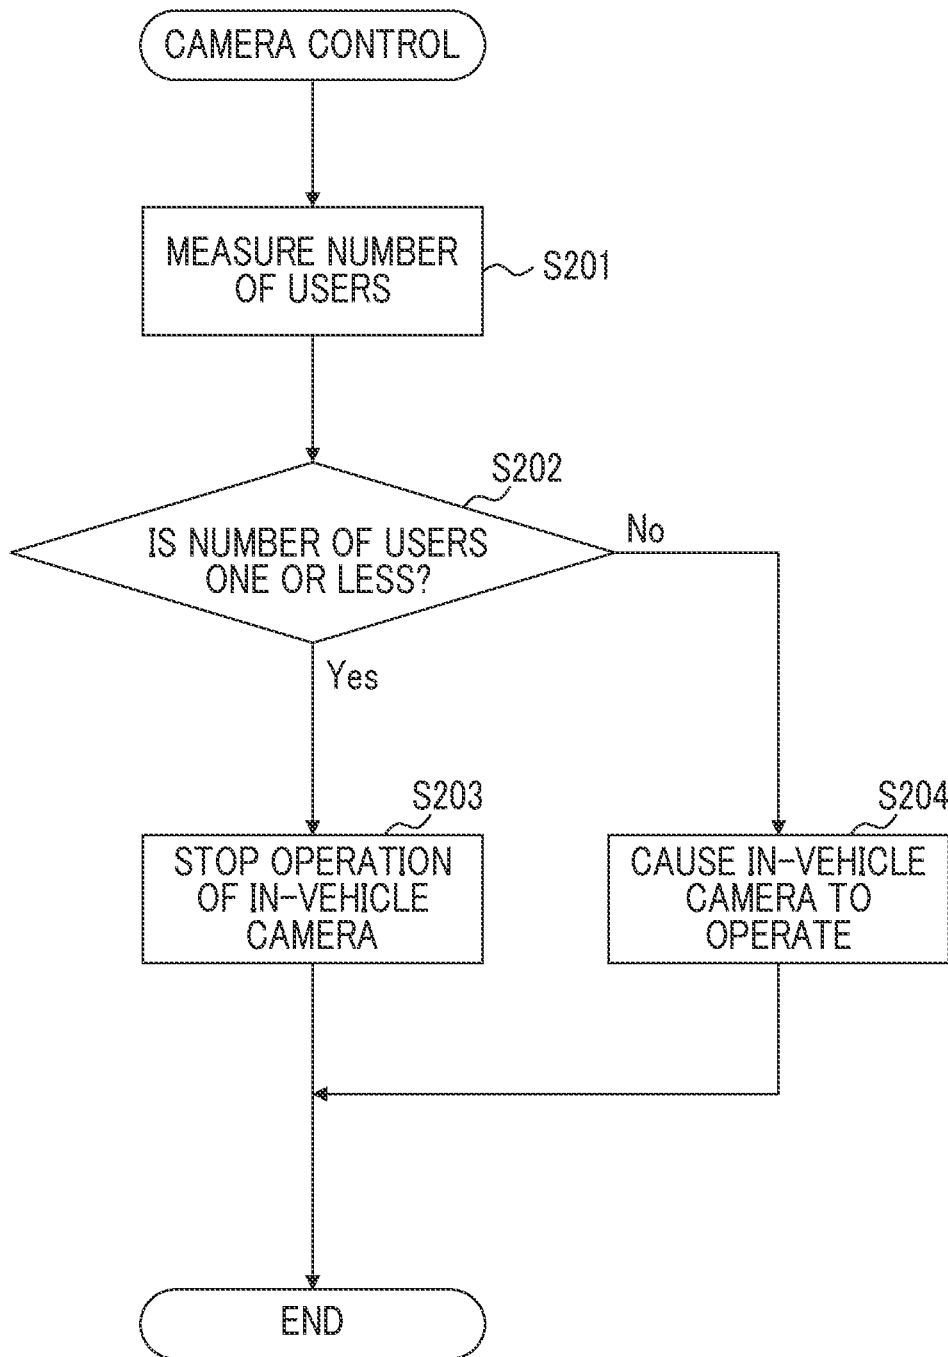 CAMERA CONTROL
MEASURE NUMBER
OF USERS
S201
S202
IS NUMBER OF USERS
ONE OR LESS?
No
Yes
S203
STOP OPERATION
OF IN-VEHICLE
CAMERA
S204
CAUSE IN-VEHICLE
CAMERA TO
OPERATE
END